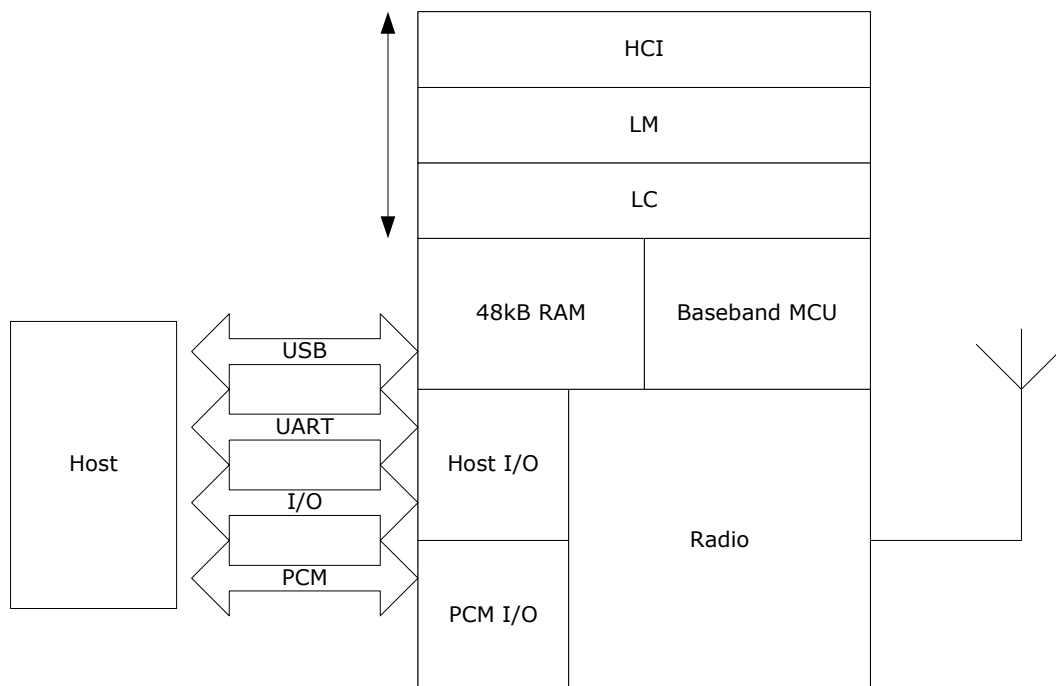 HCI
LM
LC
48kB RAM
Baseband MCU
USB
UART
Host
Host I/O
I/O
Radio
PCM
PCM I/O